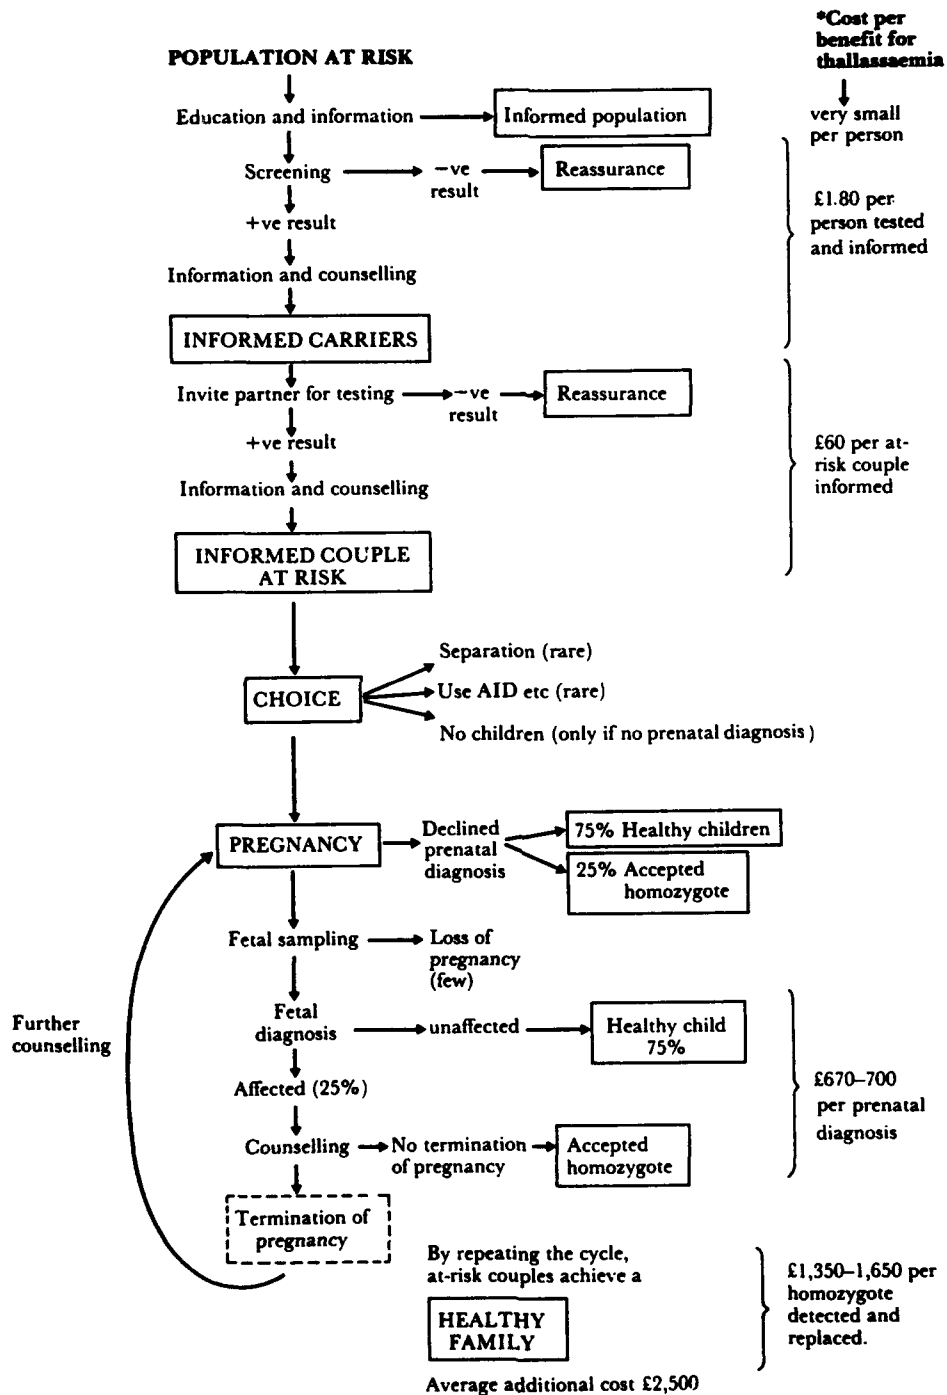 *Cost per
benefit for
thallassaemia
POPULATION AT RISK
very small
per person
Education and information
Informed population
Screening
−ve
result
Reassurance
£1.80 per
person tested
and informed
+ve result
Information and counselling
INFORMED CARRIERS
Invite partner for testing
−ve
result
Reassurance
+ve result
£60 per at-
risk couple
informed
Information and counselling
INFORMED COUPLE
AT RISK
CHOICE
Separation (rare)
Use AID etc (rare)
No children (only if no prenatal diagnosis)
PREGNANCY
Declined
prenatal
diagnosis
75% Healthy children
25% Accepted
homozygote
Fetal sampling
Loss of
pregnancy
(few)
Further
counselling
Fetal
diagnosis
unaffected
Healthy child
75%
Affected (25%)
£670–700
per prenatal
diagnosis
Counselling
No termination
of pregnancy
Accepted
homozygote
Termination of
pregnancy
By repeating the cycle,
at-risk couples achieve a
HEALTHY
FAMILY
£1,350–1,650 per
homozygote
detected and
replaced.
Average additional cost £2,500